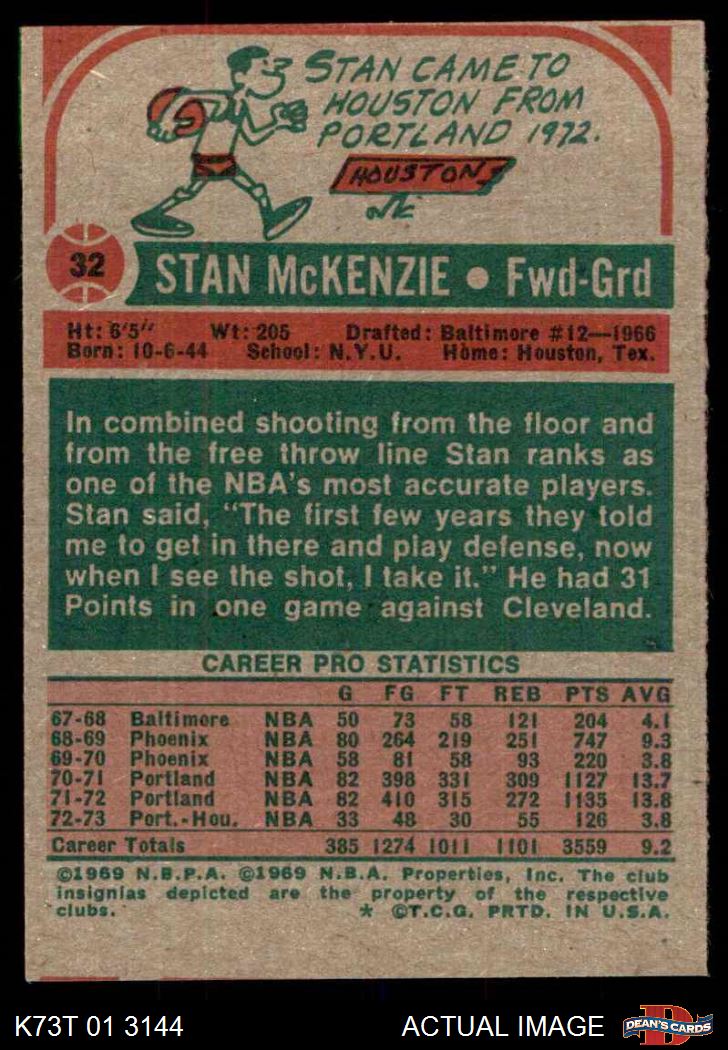 STAN CAME TO
HOUSTON FROM
PORTLAND 1972.
HOUSTON
32
STAN McKENZIE ● Fwd-Grd
Ht: 6'5" Wt: 205 Drafted: Baltimore #12—1966
Born: 10-6-44 School: N.Y.U. Home: Houston, Tex.
In combined shooting from the floor and
from the free throw line Stan ranks as
one of the NBA's most accurate players.
Stan said, "The first few years they told
me to get in there and play defense, now
when I see the shot, I take it." He had 31
Points in one game against Cleveland.
CAREER PRO STATISTICS
G FG FT REB PTS AVG
67-68 Baltimore NBA 50 73 58 121 204 4.1
68-69 Phoenix NBA 80 264 219 251 747 9.3
69-70 Phoenix NBA 58 81 58 93 220 3.8
70-71 Portland NBA 82 398 331 309 1127 13.7
71-72 Portland NBA 82 410 315 272 1135 13.8
72-73 Port.-Hou. NBA 33 48 30 55 126 3.8
Career Totals 385 1274 1011 1101 3559 9.2
©1969 N.B.P.A. ©1969 N.B.A. Properties, Inc. The club
insignias depicted are the property of the respective
clubs. * ©T.C.G. PRTD. IN U.S.A.
K73T 01 3144 ACTUAL IMAGE
DEAN'S CARDS